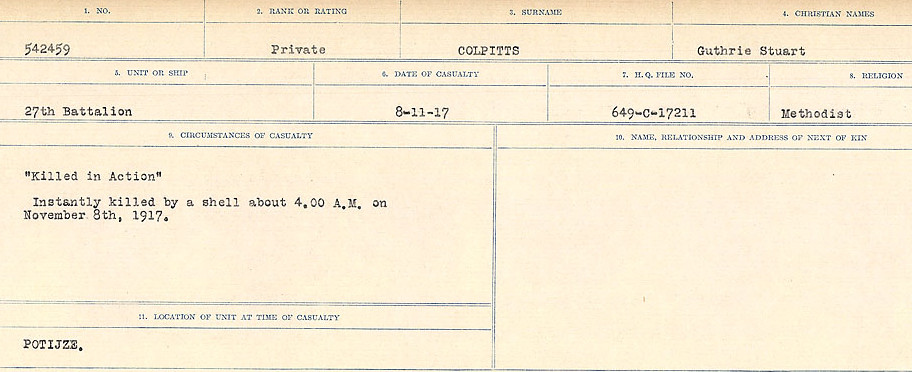 1. NO. 2. RANK OR RATING 3. SURNAME 4. CHRISTIAN NAMES
542459 Private COLPITTS Guthrie Stuart
5. UNIT OR SHIP 6. DATE OF CASUALTY 7. H.Q. FILE NO. 8. RELIGION
27th Battalion 8-11-17 649-C-17211 Methodist
9. CIRCUMSTANCES OF CASUALTY
"Killed in Action"
Instantly killed by a shell about 4.00 A.M. on
November 8th, 1917.
10. NAME, RELATIONSHIP AND ADDRESS OF NEXT OF KIN
11. LOCATION OF UNIT AT TIME OF CASUALTY
POTIJZE.